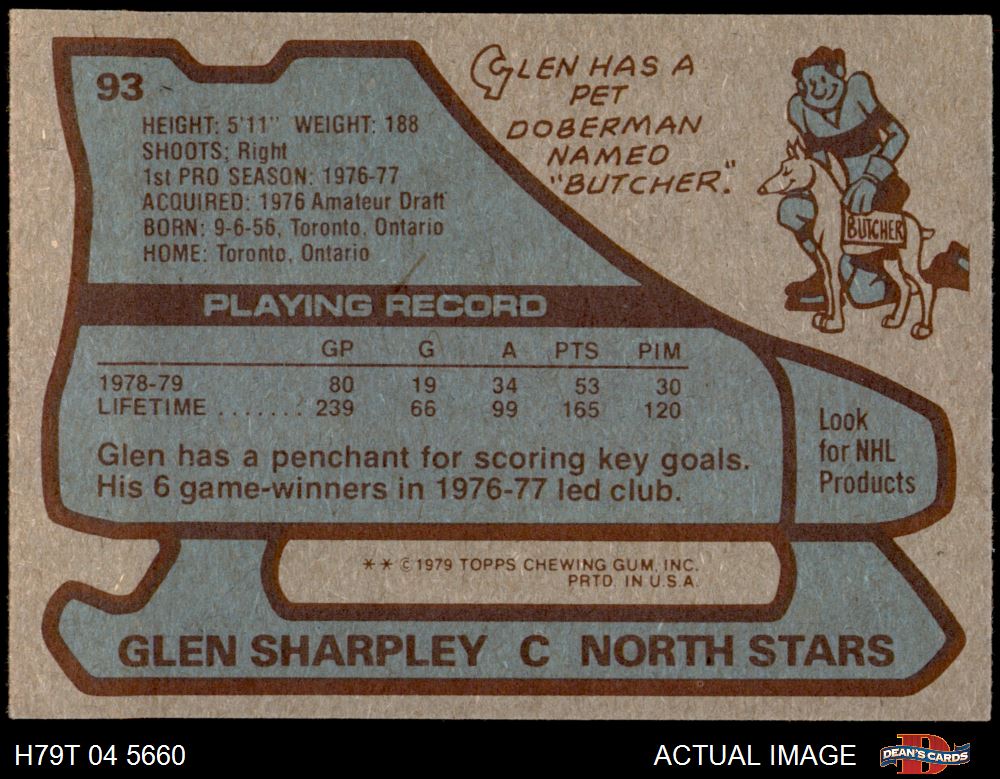 93
HEIGHT: 5'11" WEIGHT: 188
SHOOTS; Right
1st PRO SEASON: 1976-77
ACQUIRED: 1976 Amateur Draft
BORN: 9-6-56, Toronto, Ontario
HOME: Toronto, Ontario
GLEN HAS A
PET
DOBERMAN
NAMED
"BUTCHER."
BUTCHER
PLAYING RECORD
GP G A PTS PIM
1978-79 80 19 34 53 30
LIFETIME ....... 239 66 99 165 120
Glen has a penchant for scoring key goals.
His 6 game-winners in 1976-77 led club.
Look
for NHL
Products
** © 1979 TOPPS CHEWING GUM, INC.
PRTD. IN U.S.A.
GLEN SHARPLEY C NORTH STARS
H79T 04 5660
ACTUAL IMAGE
DEAN'S CARDS